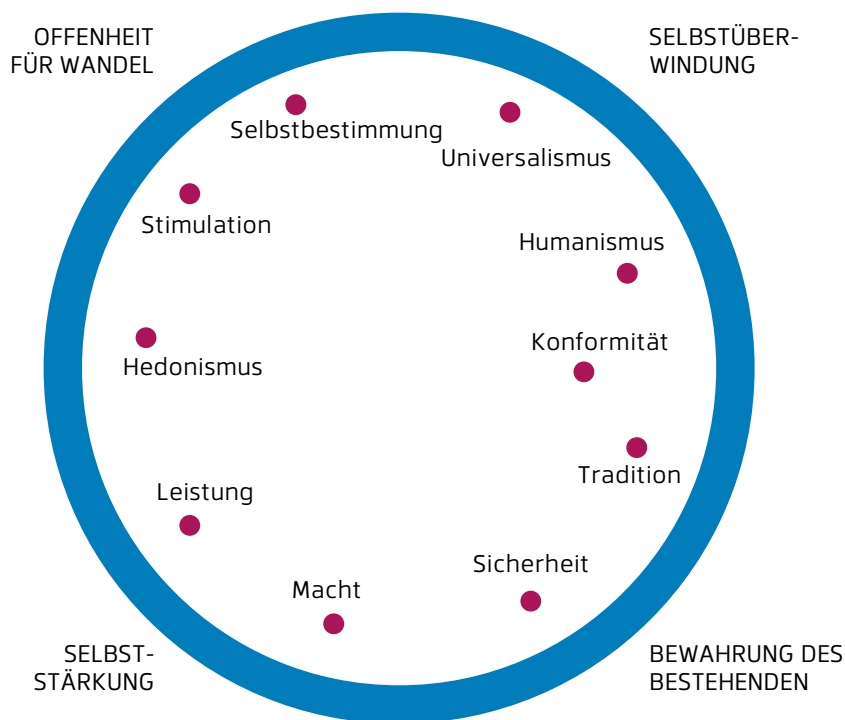 OFFENHEIT
FÜR WANDEL
SELBSTÜBER-
WINDUNG
Selbstbestimmung
Universalismus
Stimulation
Humanismus
Konformität
Hedonismus
Tradition
Leistung
Sicherheit
Macht
SELBST-
STÄRKUNG
BEWAHRUNG DES
BESTEHENDEN